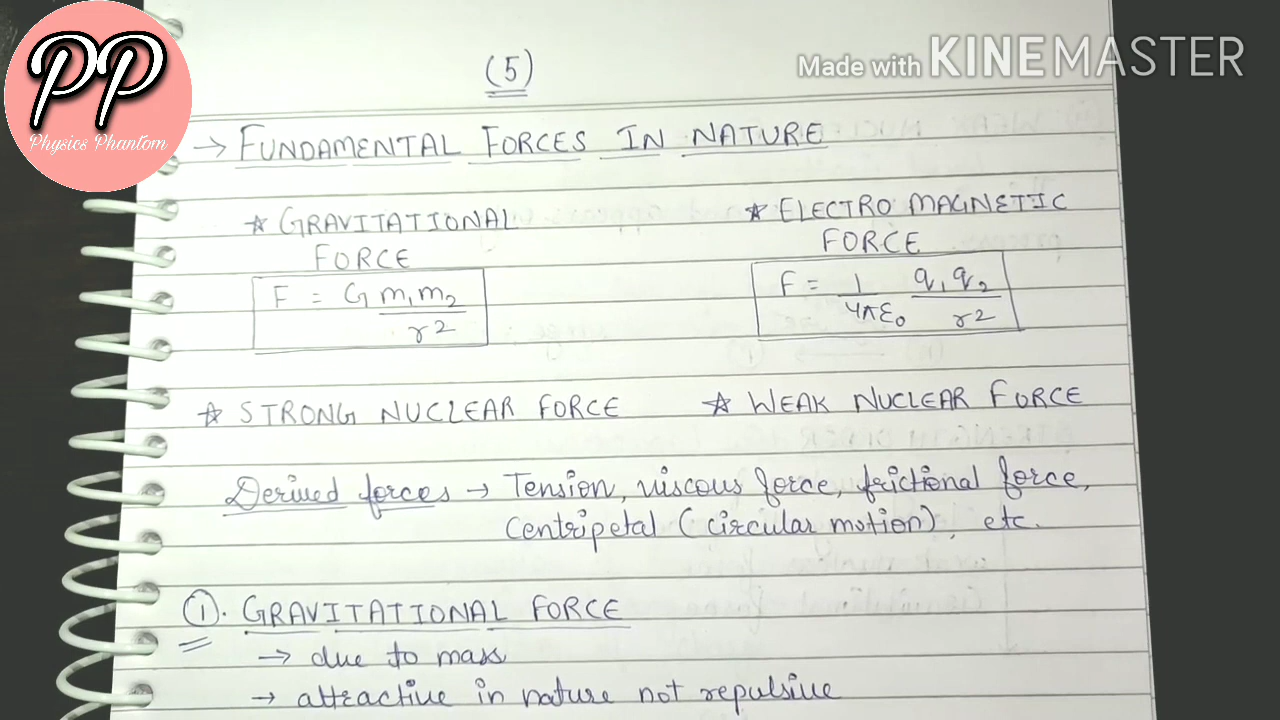 PP
Physics Phantom
Made with KINEMASTER
(5)
→ FUNDAMENTAL FORCES IN NATURE
☆ GRAVITATIONAL FORCE
F = G m₁m₂ / r²
☆ ELECTRO MAGNETIC FORCE
F = 1/4πε₀ q₁q₂/r²
☆ STRONG NUCLEAR FORCE ☆ WEAK NUCLEAR FORCE
Derived forces → Tension, viscous force, frictional force,
centripetal (circular motion), etc.
①. GRAVITATIONAL FORCE
→ due to mass
→ attractive in nature not repulsive